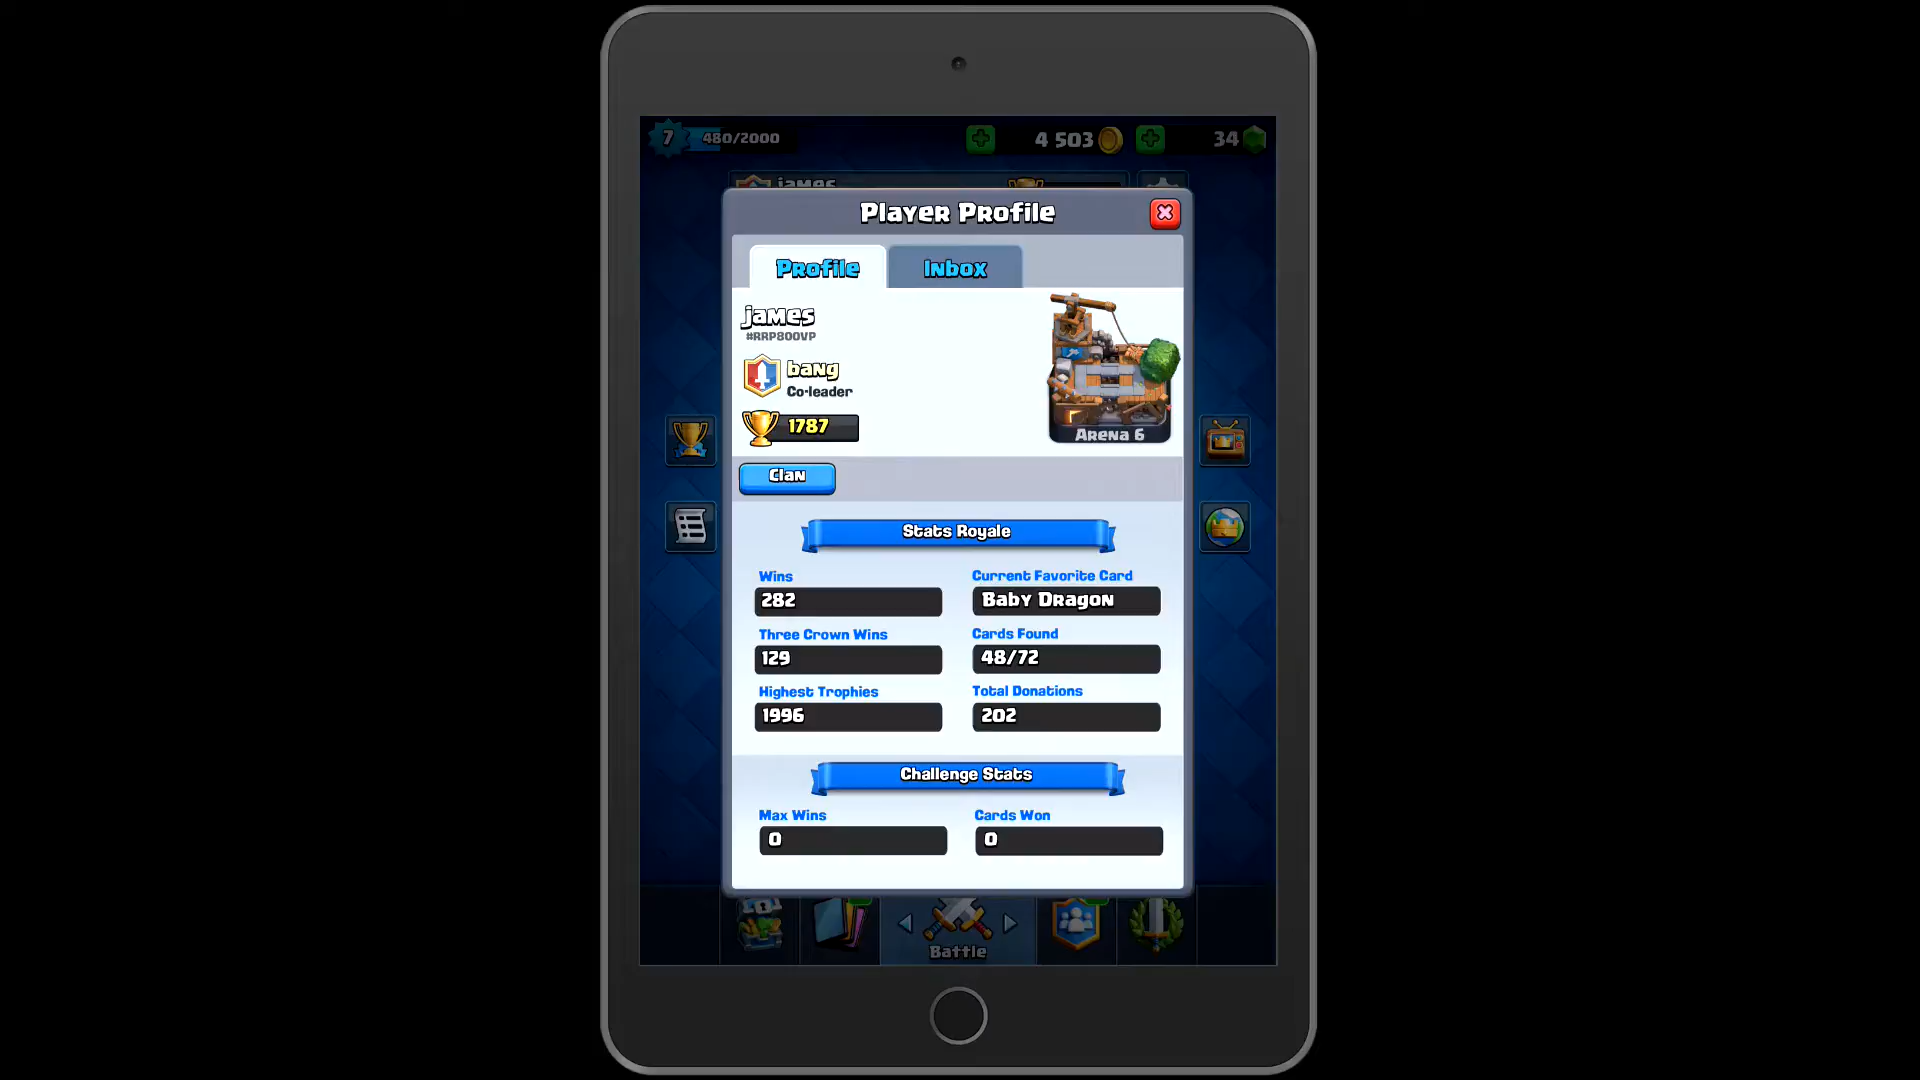 7 480/2000 4 503 34
james
Player Profile
Profile Inbox
james
#RRP800VP
bang
Co-leader
1787
Arena 6
Clan
Stats Royale
Wins Current Favorite Card
282 Baby Dragon
Three Crown Wins Cards Found
129 48/72
Highest Trophies Total Donations
1996 202
Challenge Stats
Max Wins Cards Won
0 0
Battle